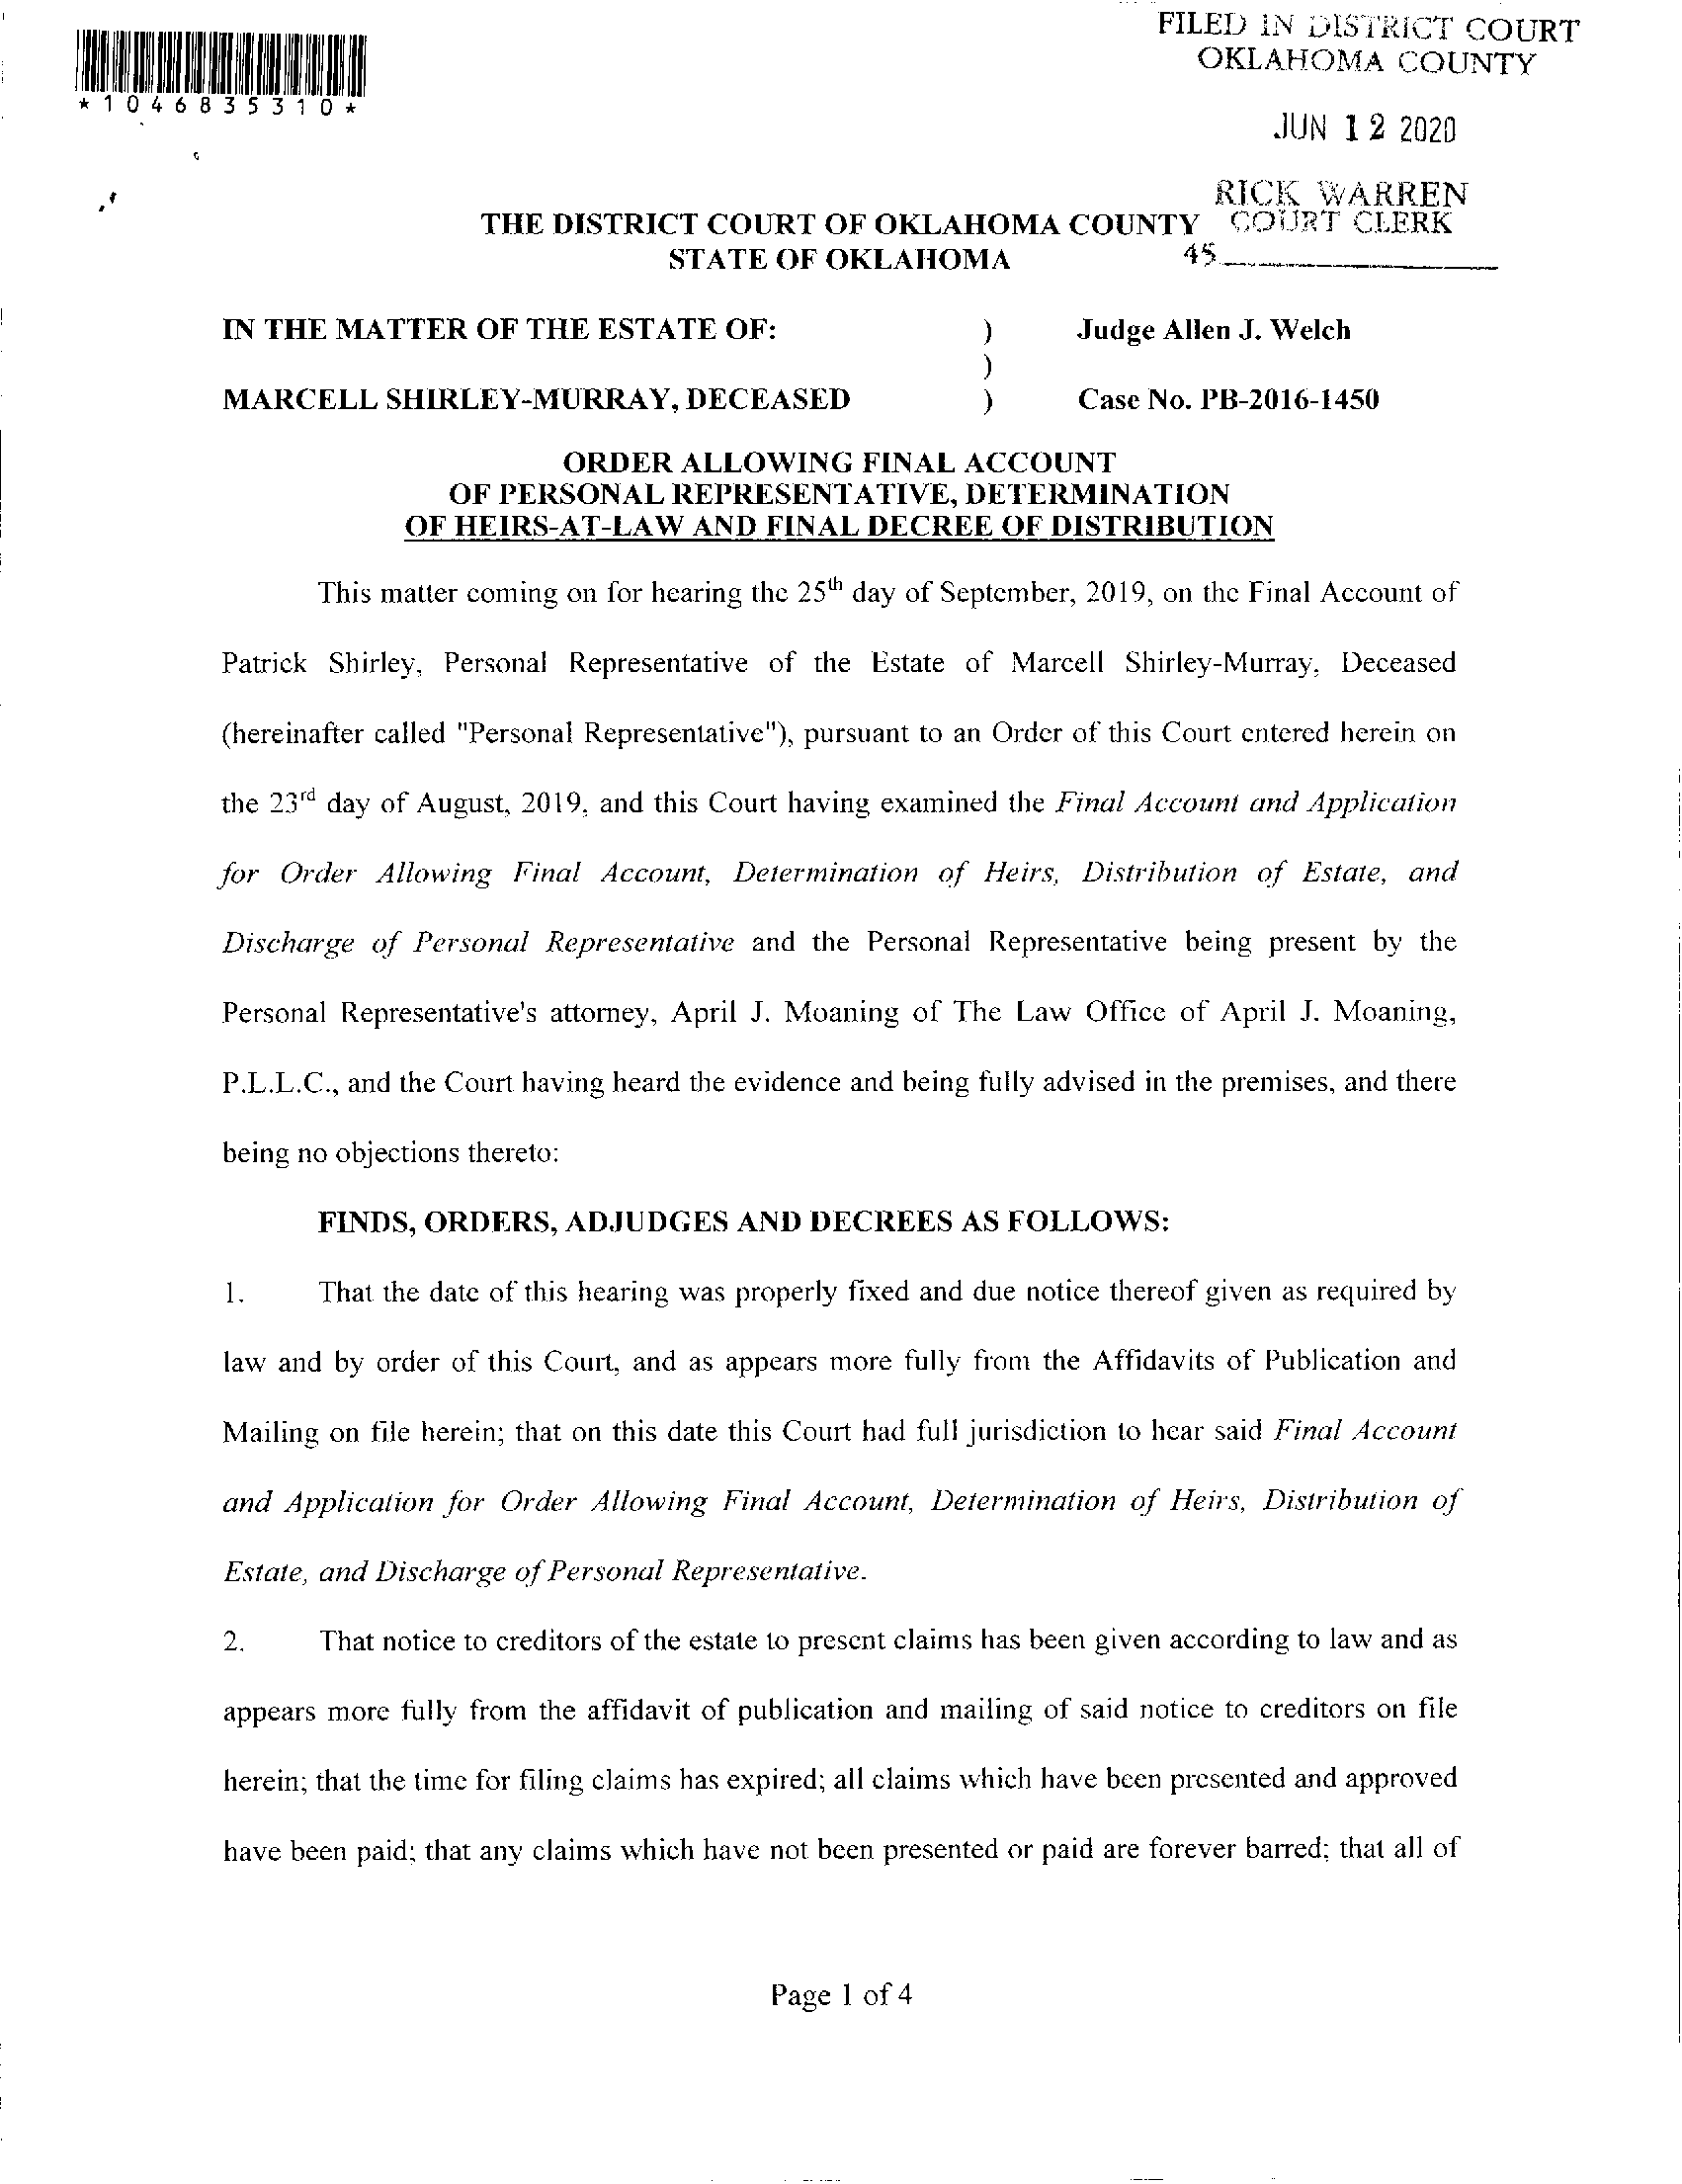 FILED IN DISTRICT COURT
OKLAHOMA COUNTY
*1046835310*
JUN 12 2020
RICK WARREN
COURT CLERK
45
THE DISTRICT COURT OF OKLAHOMA COUNTY
STATE OF OKLAHOMA
IN THE MATTER OF THE ESTATE OF: ) Judge Allen J. Welch
)
MARCELL SHIRLEY-MURRAY, DECEASED ) Case No. PB-2016-1450
ORDER ALLOWING FINAL ACCOUNT
OF PERSONAL REPRESENTATIVE, DETERMINATION
OF HEIRS-AT-LAW AND FINAL DECREE OF DISTRIBUTION
This matter coming on for hearing the 25th day of September, 2019, on the Final Account of
Patrick Shirley, Personal Representative of the Estate of Marcell Shirley-Murray, Deceased
(hereinafter called "Personal Representative"), pursuant to an Order of this Court entered herein on
the 23rd day of August, 2019, and this Court having examined the Final Account and Application
for Order Allowing Final Account, Determination of Heirs, Distribution of Estate, and
Discharge of Personal Representative and the Personal Representative being present by the
Personal Representative's attorney, April J. Moaning of The Law Office of April J. Moaning,
P.L.L.C., and the Court having heard the evidence and being fully advised in the premises, and there
being no objections thereto:
FINDS, ORDERS, ADJUDGES AND DECREES AS FOLLOWS:
1. That the date of this hearing was properly fixed and due notice thereof given as required by
law and by order of this Court, and as appears more fully from the Affidavits of Publication and
Mailing on file herein; that on this date this Court had full jurisdiction to hear said Final Account
and Application for Order Allowing Final Account, Determination of Heirs, Distribution of
Estate, and Discharge of Personal Representative.
2. That notice to creditors of the estate to present claims has been given according to law and as
appears more fully from the affidavit of publication and mailing of said notice to creditors on file
herein; that the time for filing claims has expired; all claims which have been presented and approved
have been paid; that any claims which have not been presented or paid are forever barred; that all of
Page 1 of 4